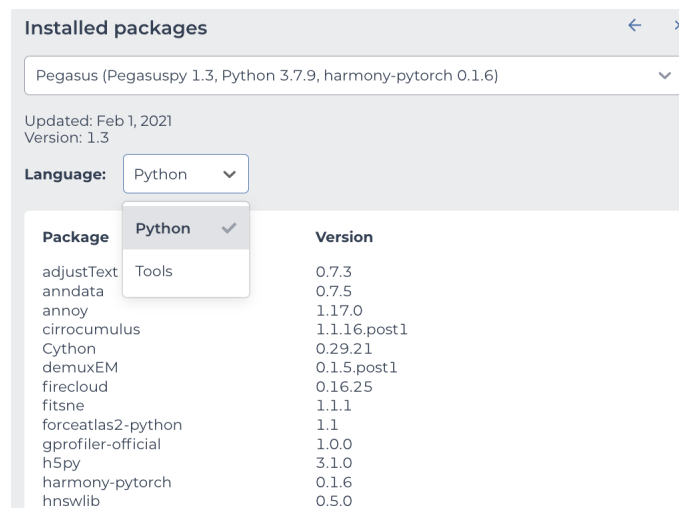 Installed packages
Pegasus (Pegasuspy 1.3, Python 3.7.9, harmony-pytorch 0.1.6)
Updated: Feb 1, 2021
Version: 1.3
Language: Python
Python
Tools
Package Version
adjustText 0.7.3
anndata 0.7.5
annoy 1.17.0
cirrocumulus 1.1.16.post1
Cython 0.29.21
demuxEM 0.1.5.post1
firecloud 0.16.25
fitsne 1.1.1
forceatlas2-python 1.1
gprofiler-official 1.0.0
h5py 3.1.0
harmony-pytorch 0.1.6
hnswlib 0.5.0